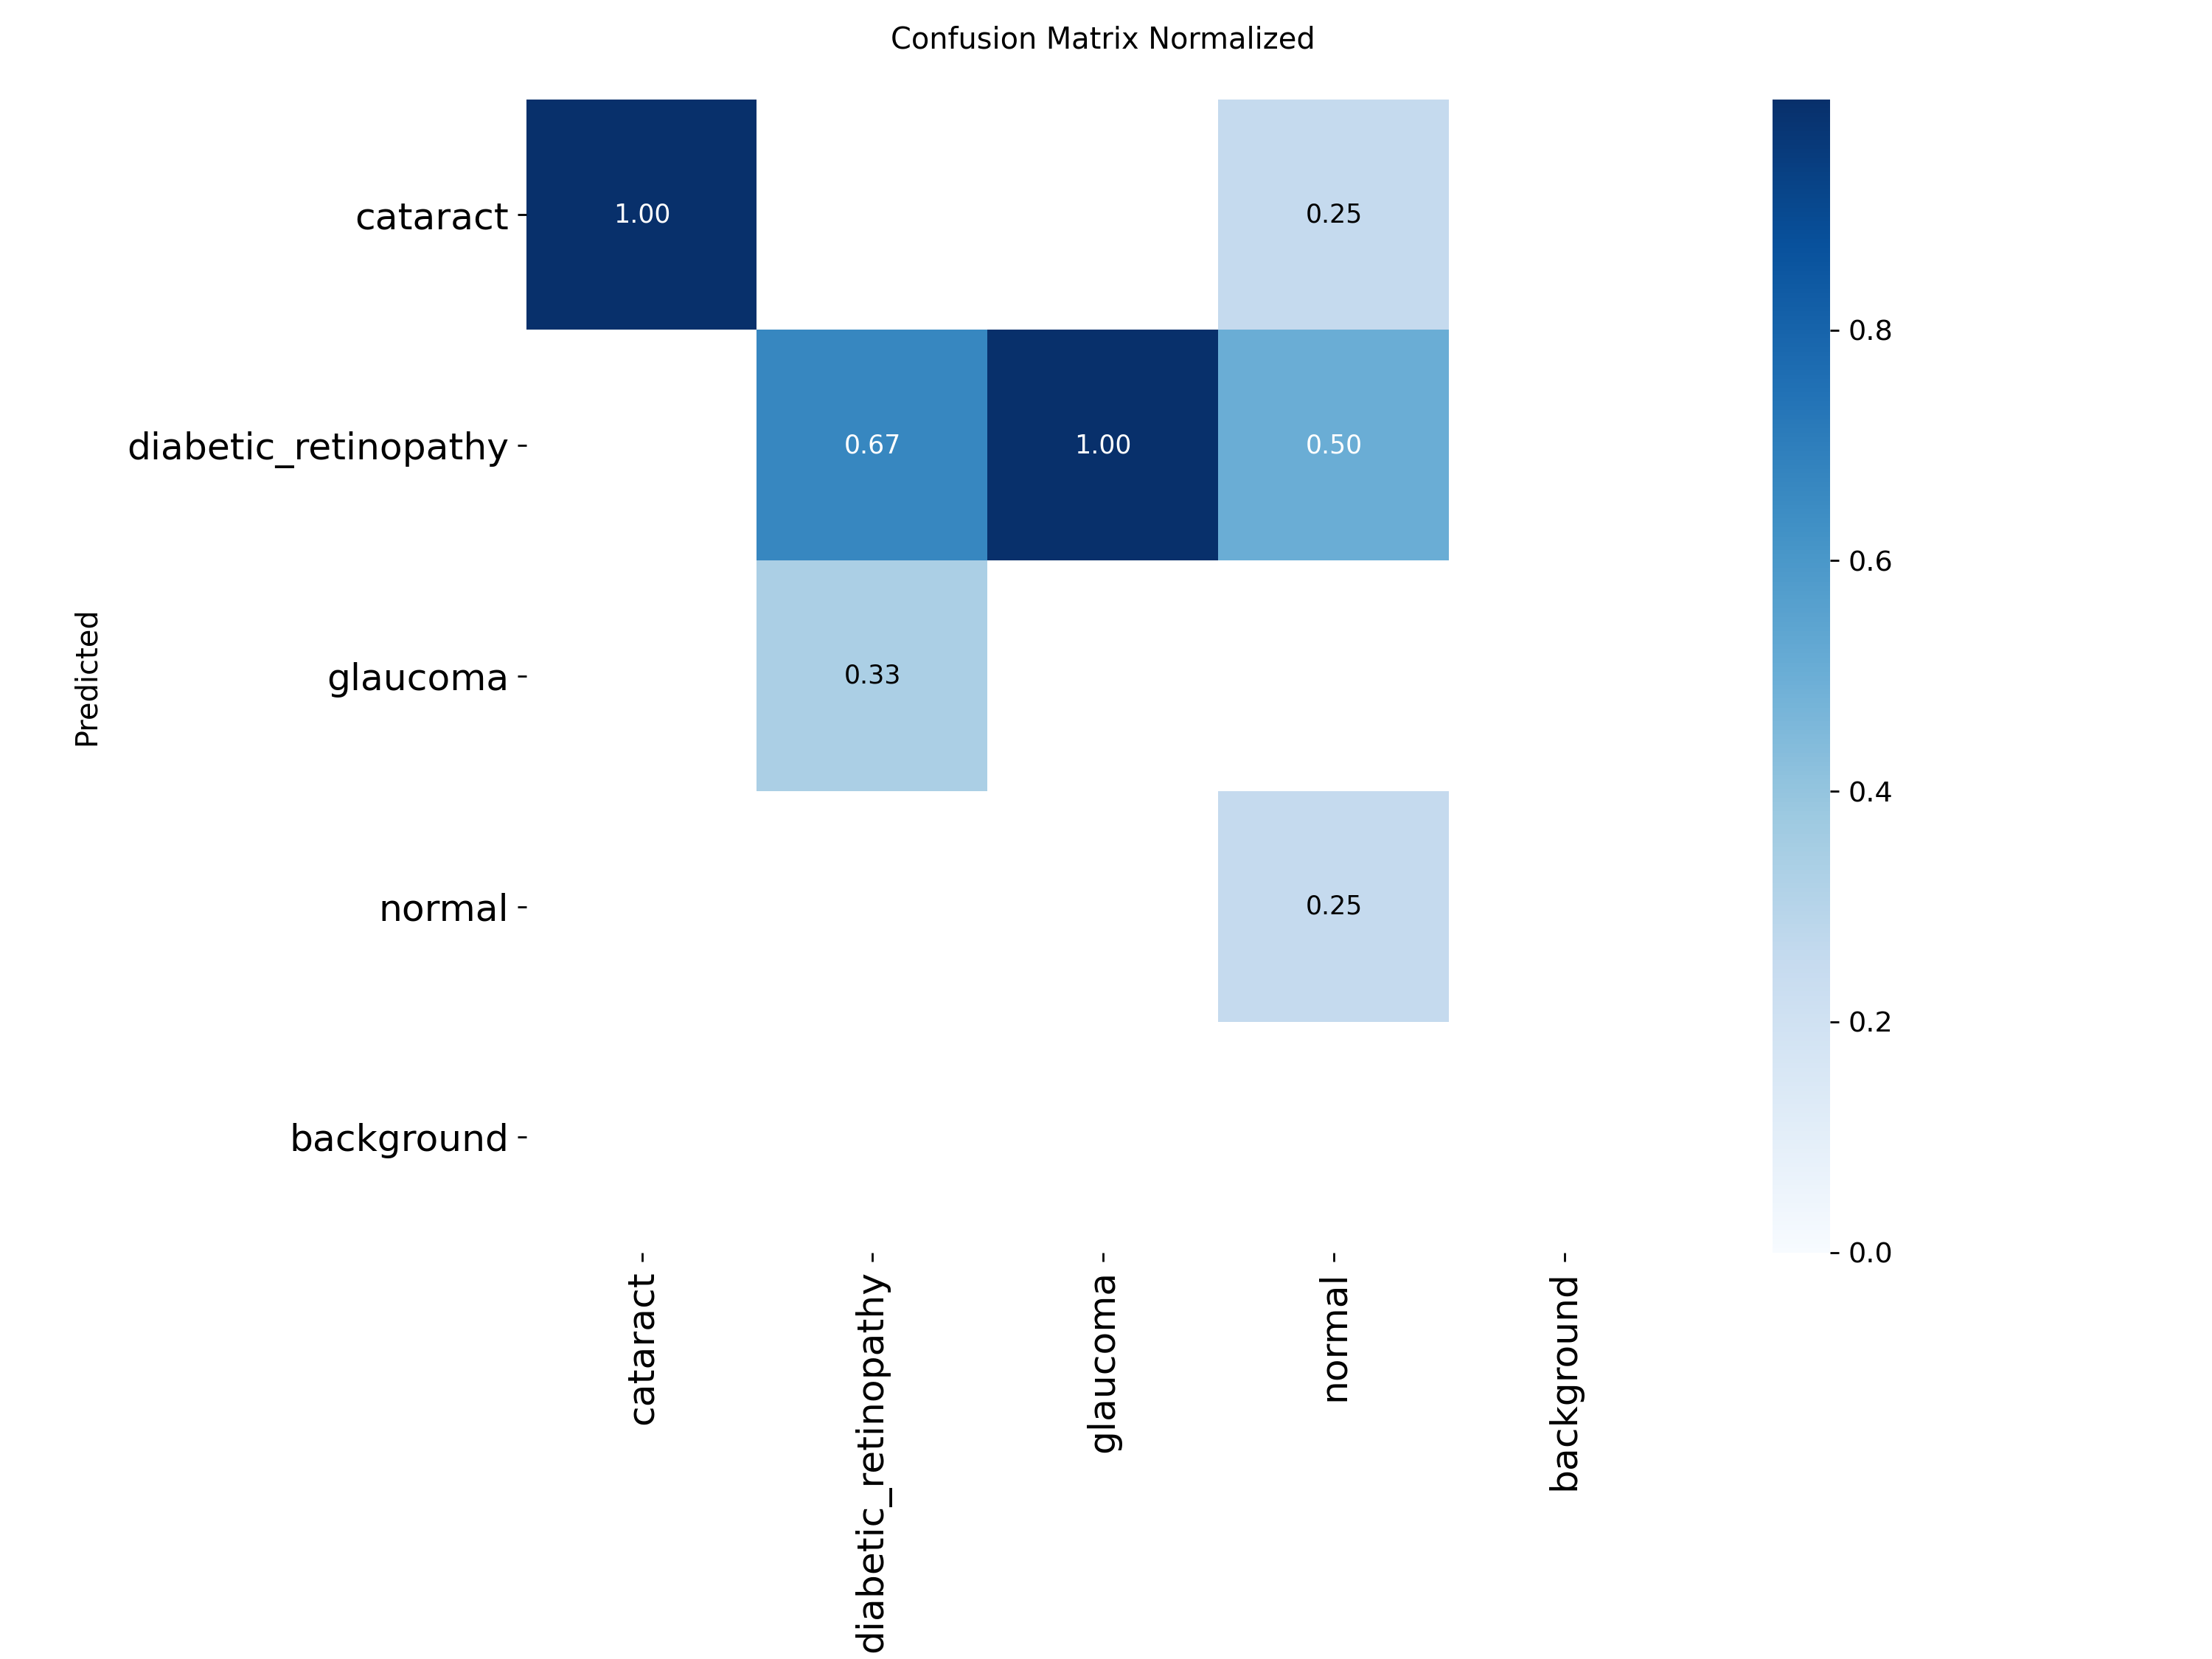 Confusion Matrix Normalized
cataract
1.00
0.25
0.8
diabetic_retinopathy
0.67
1.00
0.50
0.6
Predicted
glaucoma
0.33
0.4
normal
0.25
0.2
background
0.0
cataract
diabetic_retinopathy
glaucoma
normal
background